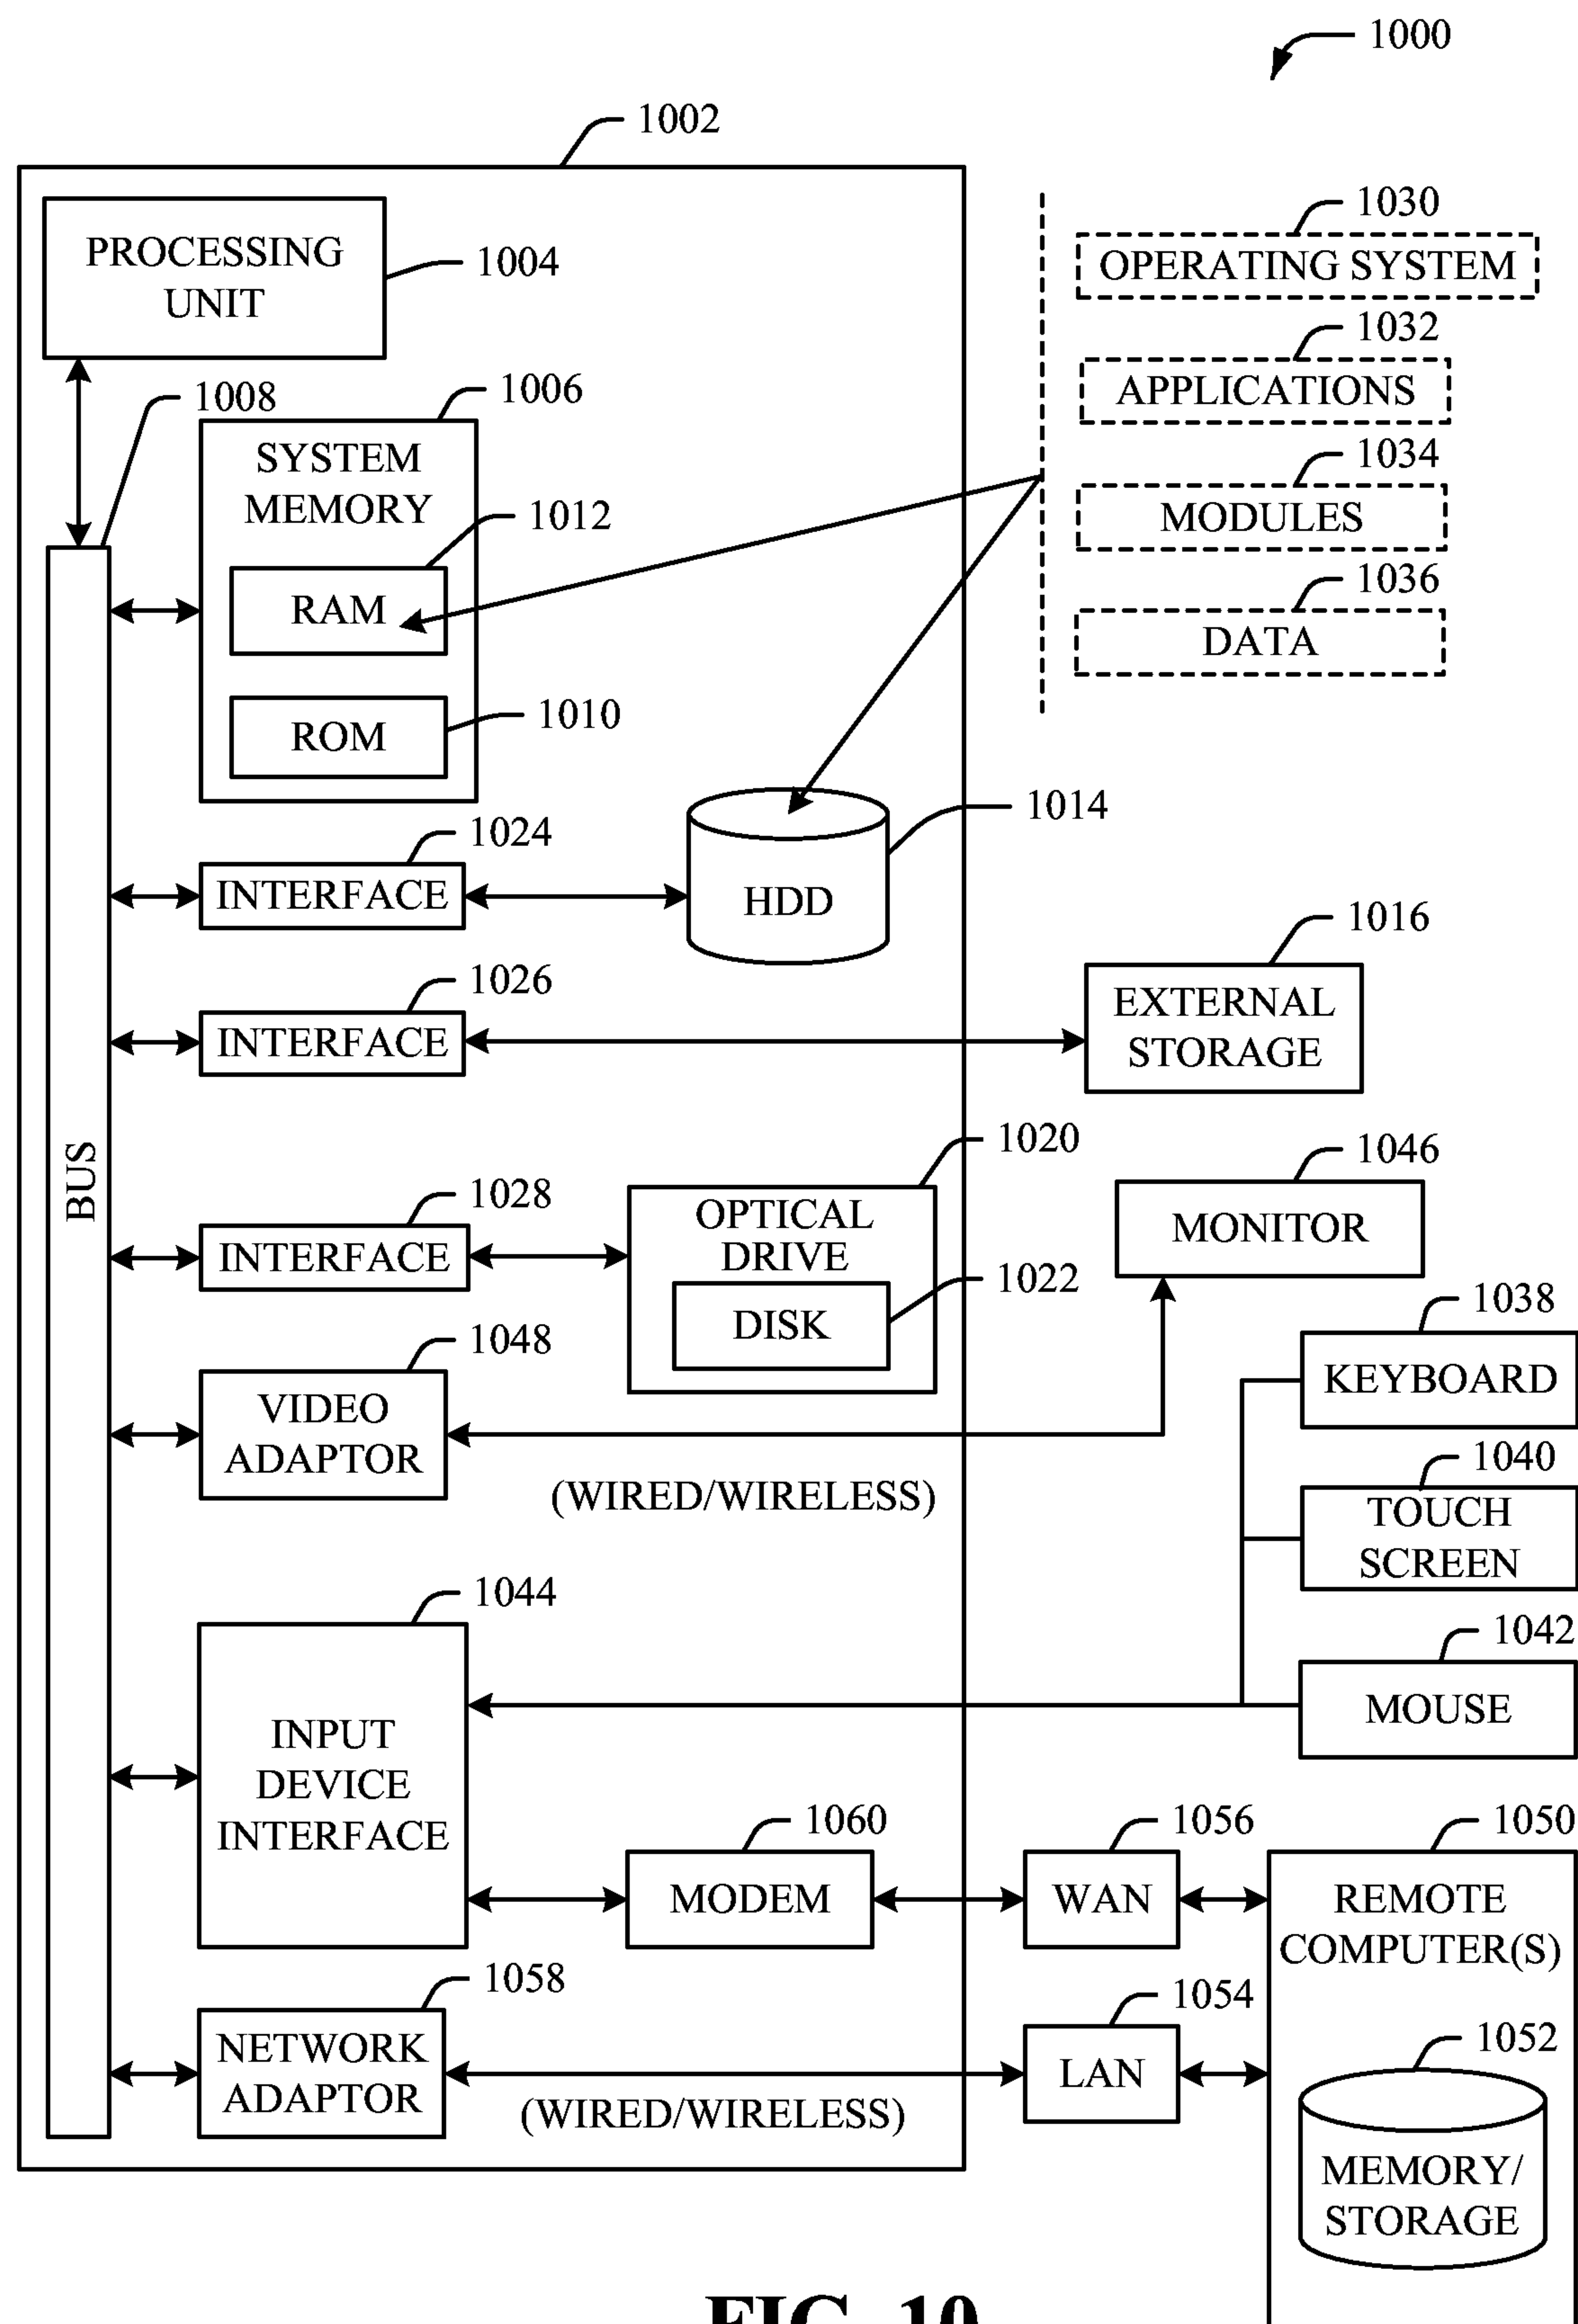 1000
1002
PROCESSING
UNIT
1004
1030
OPERATING SYSTEM
1032
APPLICATIONS
1034
MODULES
1036
DATA
1008
1006
SYSTEM
MEMORY
1012
RAM
1010
ROM
1024
INTERFACE
1014
HDD
1026
INTERFACE
1016
EXTERNAL
STORAGE
BUS
1028
INTERFACE
1020
OPTICAL
DRIVE
1022
DISK
1046
MONITOR
1048
VIDEO
ADAPTOR
(WIRED/WIRELESS)
1038
KEYBOARD
1040
TOUCH
SCREEN
1042
MOUSE
1044
INPUT
DEVICE
INTERFACE
1060
MODEM
1056
WAN
1050
REMOTE
COMPUTER(S)
1058
NETWORK
ADAPTOR
(WIRED/WIRELESS)
1054
LAN
1052
MEMORY/
STORAGE
FIG. 10